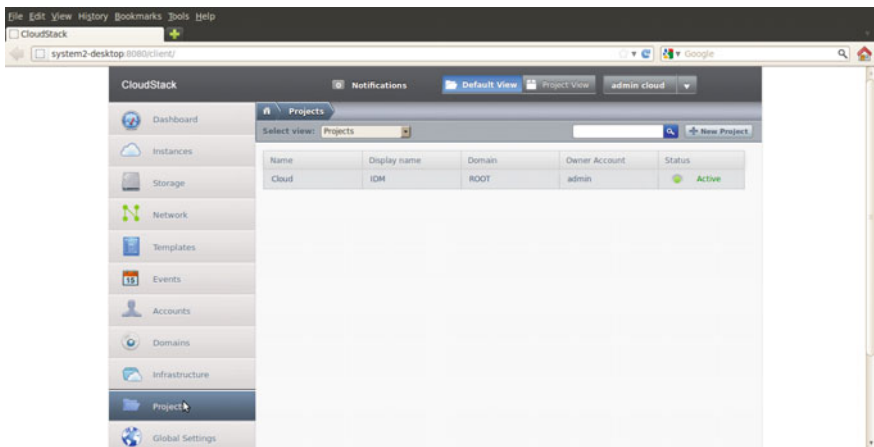 File Edit View History Bookmarks Tools Help
CloudStack
system2-desktop:8080/client/
Google
CloudStack
0 Notifications
Default View
Project View
admin cloud
Dashboard
Instances
Storage
Network
Templates
15 Events
Accounts
Domains
Infrastructure
Projects
Global Settings
Projects
Select view: Projects
New Project
Name Display name Domain Owner Account Status
Cloud IDM ROOT admin Active